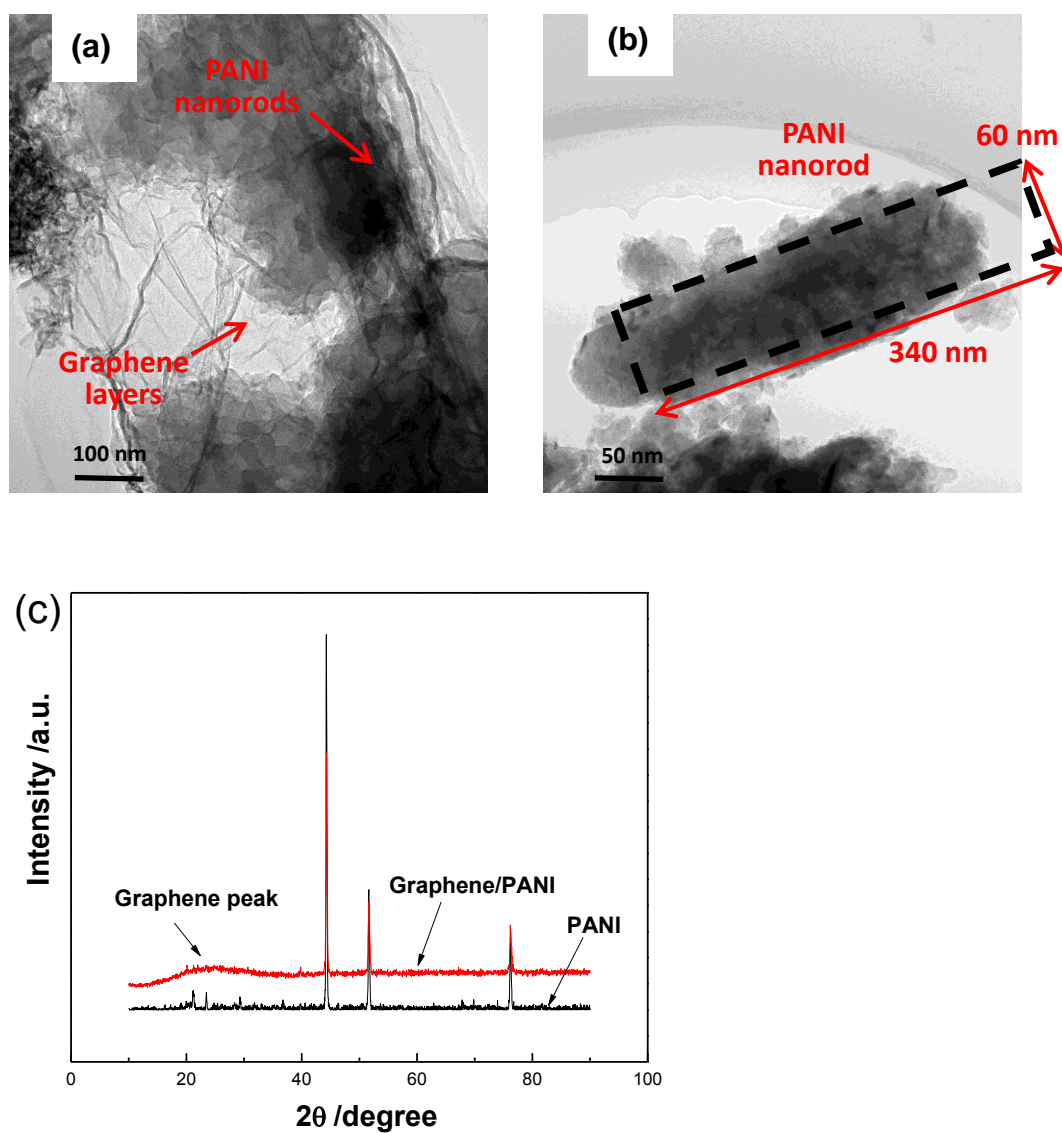 (a)
PANI
nanorods
Graphene
layers
100 nm
(b)
PANI
nanorod
60 nm
340 nm
50 nm
(c)
Intensity /a.u.
Graphene peak
Graphene/PANI
PANI
0
20
40
60
80
100
2θ /degree